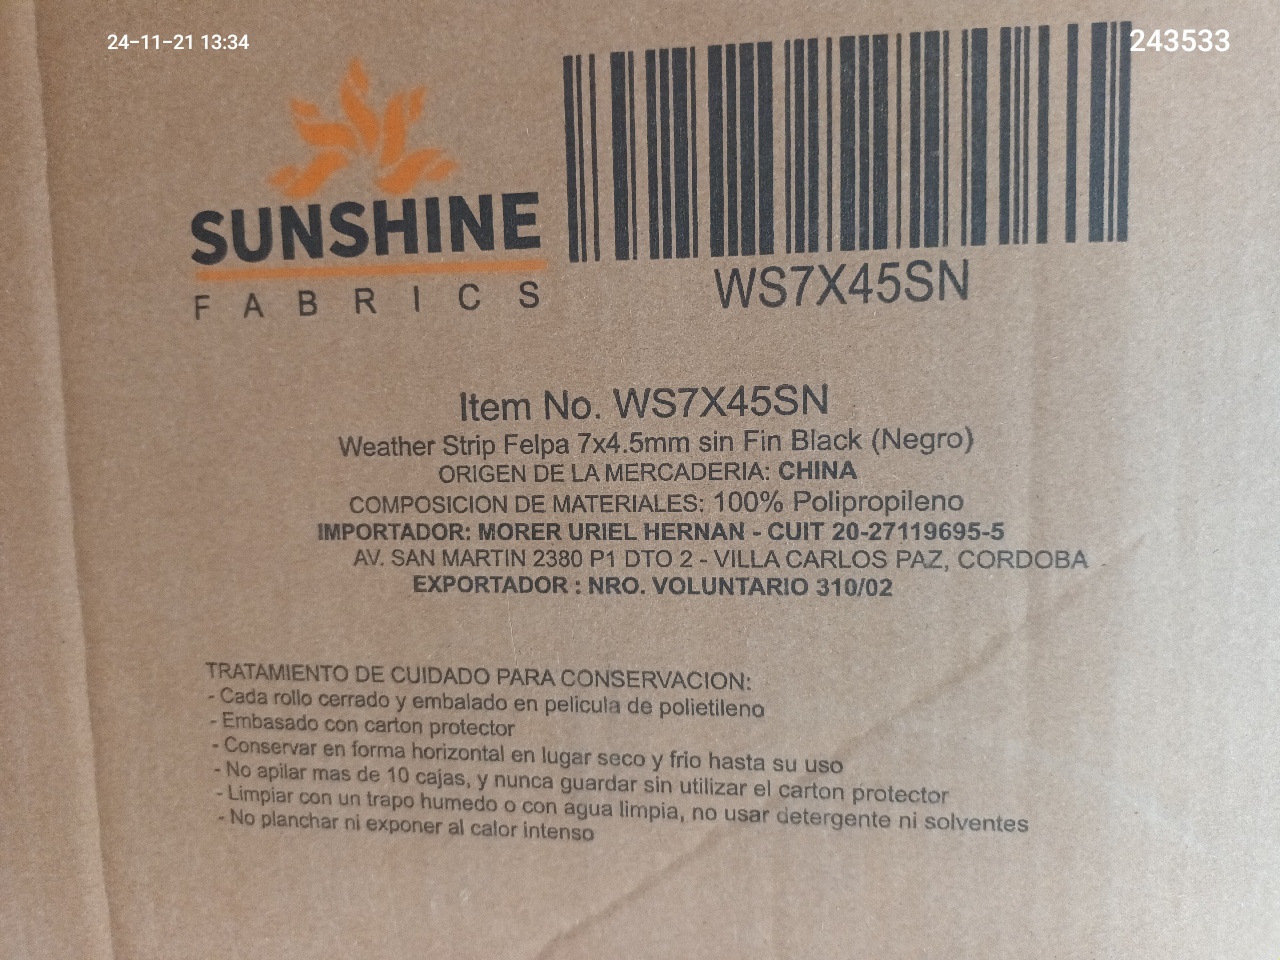 24-11-21 13:34
243533
SUNSHINE
FABRICS
WS7X45SN
Item No. WS7X45SN
Weather Strip Felpa 7x4.5mm sin Fin Black (Negro)
ORIGEN DE LA MERCADERIA: CHINA
COMPOSICION DE MATERIALES: 100% Polipropileno
IMPORTADOR: MORER URIEL HERNAN - CUIT 20-27119695-5
AV. SAN MARTIN 2380 P1 DTO 2 - VILLA CARLOS PAZ, CORDOBA
EXPORTADOR : NRO. VOLUNTARIO 310/02
TRATAMIENTO DE CUIDADO PARA CONSERVACION:
- Cada rollo cerrado y embalado en pelicula de polietileno
- Embasado con carton protector
- Conservar en forma horizontal en lugar seco y frio hasta su uso
- No apilar mas de 10 cajas, y nunca guardar sin utilizar el carton protector
- Limpiar con un trapo humedo o con agua limpia, no usar detergente ni solventes
- No planchar ni exponer al calor intenso